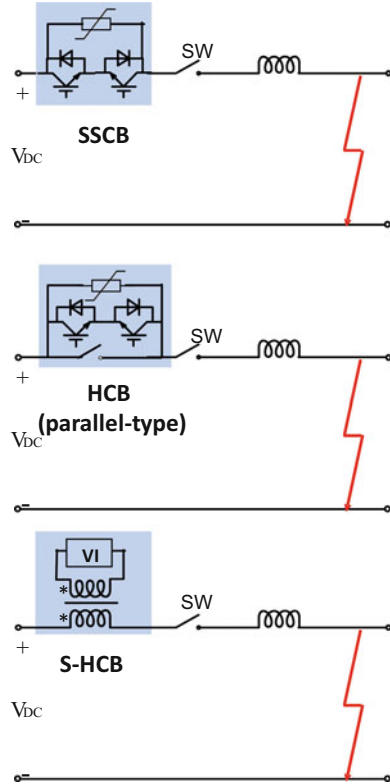 SW
+
SSCB
VDC
-
SW
+
HCB
(parallel-type)
VDC
-
VI
*
*
SW
+
S-HCB
VDC
-